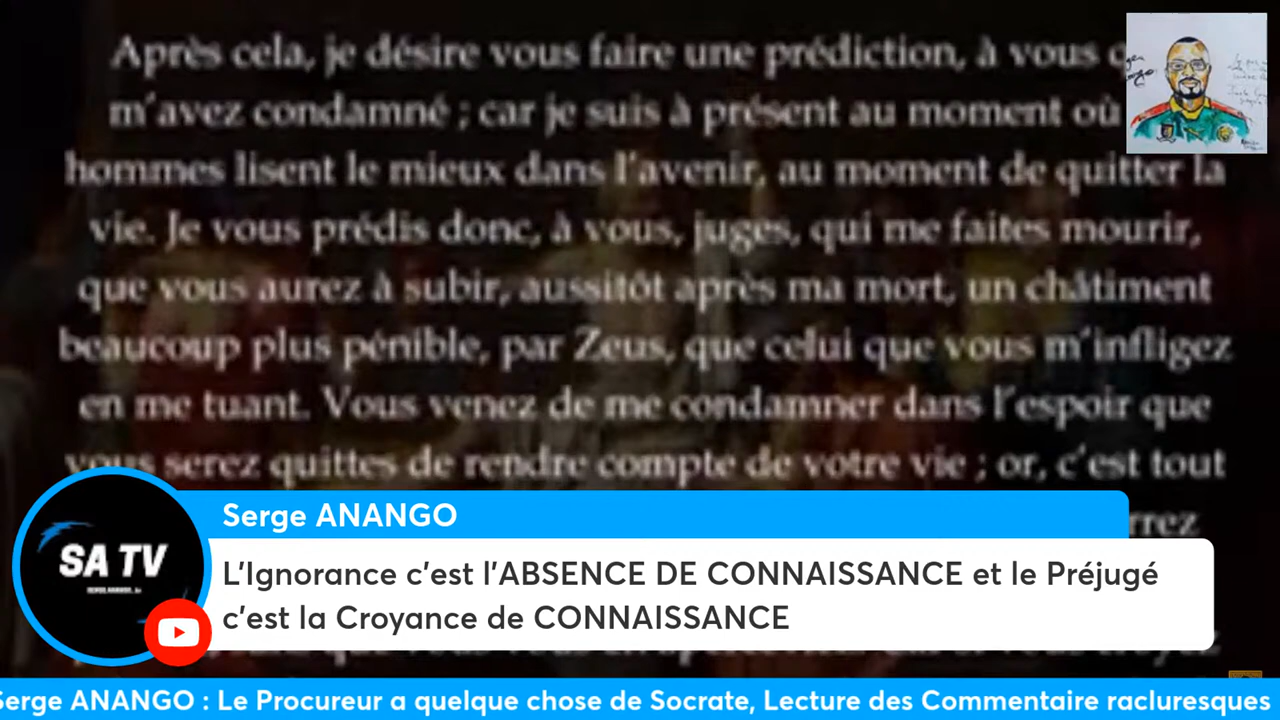 Après cela, je désire vous faire une prédiction, à vous
m'avez condamné ; car je suis à présent au moment où
hommes lisent le mieux dans l'avenir, au moment de quitter la
vie. Je vous prédis donc, à vous, juges, qui me faites mourir,
que vous aurez à subir, aussitôt après ma mort, un châtiment
beaucoup plus pénible, par Zeus, que celui que vous m'infligez
en me tuant. Vous venez de me condamner dans l'espoir que
vous serez quittes de rendre compte de votre vie ; or, c'est tout
Serge ANANGO
SA TV
L'Ignorance c'est l'ABSENCE DE CONNAISSANCE et le Préjugé
c'est la Croyance de CONNAISSANCE
Serge ANANGO : Le Procureur a quelque chose de Socrate, Lecture des Commentaire racluresques